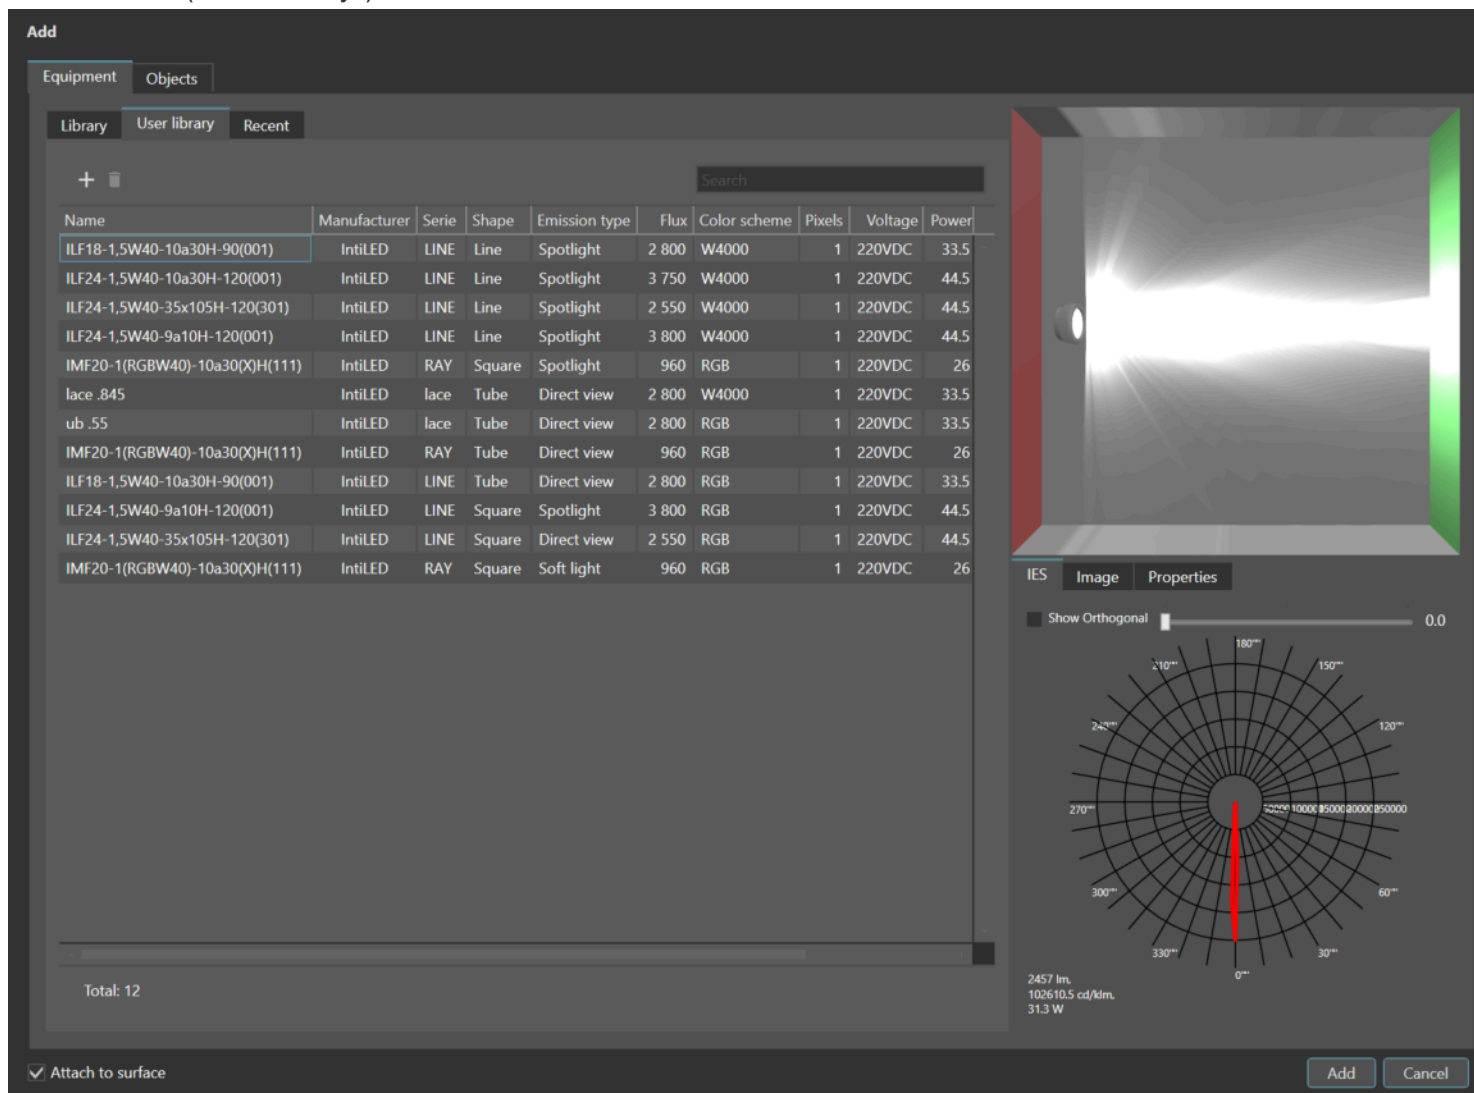 Add
Equipment Objects
Library User library Recent
Search
Name Manufacturer Serie Shape Emission type Flux Color scheme Pixels Voltage Power
ILF18-1,5W40-10a30H-90(001) IntiLED LINE Line Spotlight 2 800 W4000 1 220VDC 33.5
ILF24-1,5W40-10a30H-120(001) IntiLED LINE Line Spotlight 3 750 W4000 1 220VDC 44.5
ILF24-1,5W40-35x105H-120(301) IntiLED LINE Line Spotlight 2 550 W4000 1 220VDC 44.5
ILF24-1,5W40-9a10H-120(001) IntiLED LINE Line Spotlight 3 800 W4000 1 220VDC 44.5
IMF20-1(RGBW40)-10a30(X)H(111) IntiLED RAY Square Spotlight 960 RGB 1 220VDC 26
lace .845 IntiLED lace Tube Direct view 2 800 W4000 1 220VDC 33.5
ub .55 IntiLED lace Tube Direct view 2 800 RGB 1 220VDC 33.5
IMF20-1(RGBW40)-10a30(X)H(111) IntiLED RAY Tube Direct view 960 RGB 1 220VDC 26
ILF18-1,5W40-10a30H-90(001) IntiLED LINE Tube Direct view 2 800 RGB 1 220VDC 33.5
ILF24-1,5W40-9a10H-120(001) IntiLED LINE Square Spotlight 3 800 RGB 1 220VDC 44.5
ILF24-1,5W40-35x105H-120(301) IntiLED LINE Square Direct view 2 550 RGB 1 220VDC 44.5
IMF20-1(RGBW40)-10a30(X)H(111) IntiLED RAY Square Soft light 960 RGB 1 220VDC 26
Total: 12
IES Image Properties
Show Orthogonal 0.0
180°"
210°" 150°"
240°" 120°"
270°"
300°" 60°"
330°" 30°"
0°"
2457 lm,
102610.5 cd/klm,
31.3 W
Attach to surface
Add Cancel